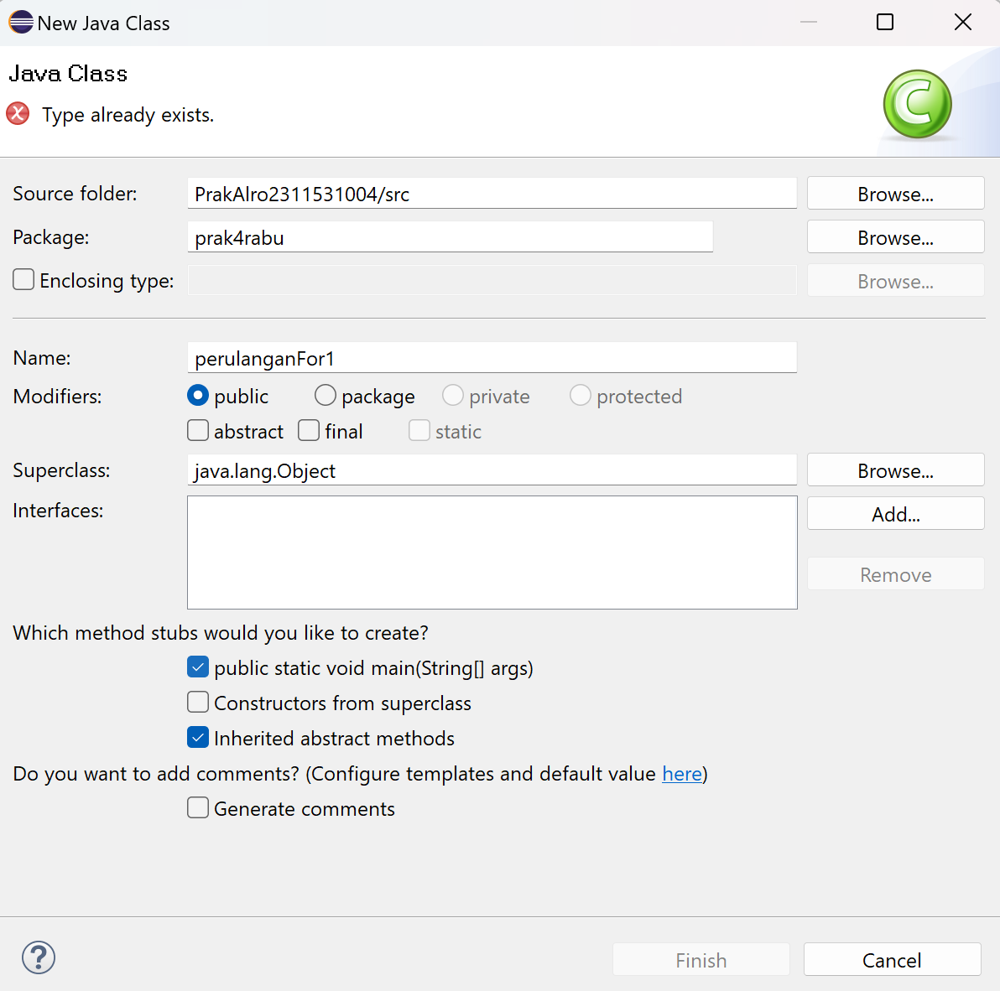 New Java Class
Java Class
Type already exists.
Source folder: PrakAlro2311531004/src Browse...
Package: prak4rabu Browse...
Enclosing type: Browse...
Name: perulanganFor1
Modifiers: public package private protected
abstract final static
Superclass: java.lang.Object Browse...
Interfaces: Add...
Remove
Which method stubs would you like to create?
public static void main(String[] args)
Constructors from superclass
Inherited abstract methods
Do you want to add comments? (Configure templates and default value here)
Generate comments
? Finish Cancel